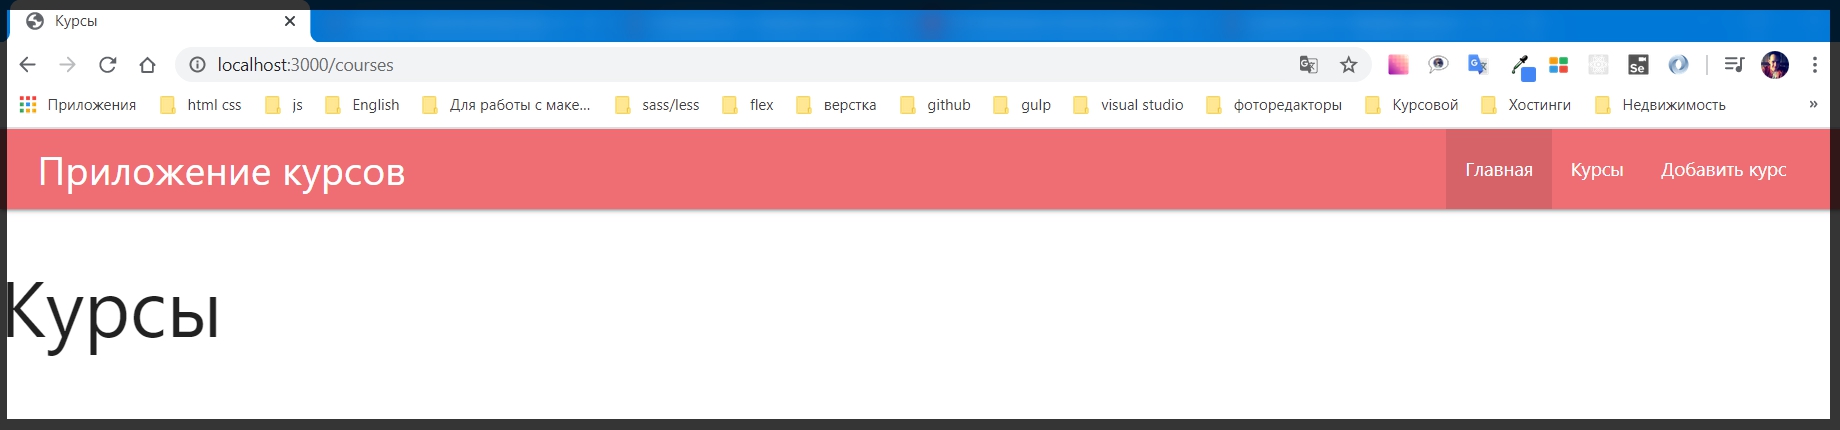 Курсы
localhost:3000/courses
Приложения html css js English Для работы с маке... sass/less flex верстка github gulp visual studio фоторедакторы Курсовой Хостинги Недвижимость »
Приложение курсов Главная Курсы Добавить курс
Курсы